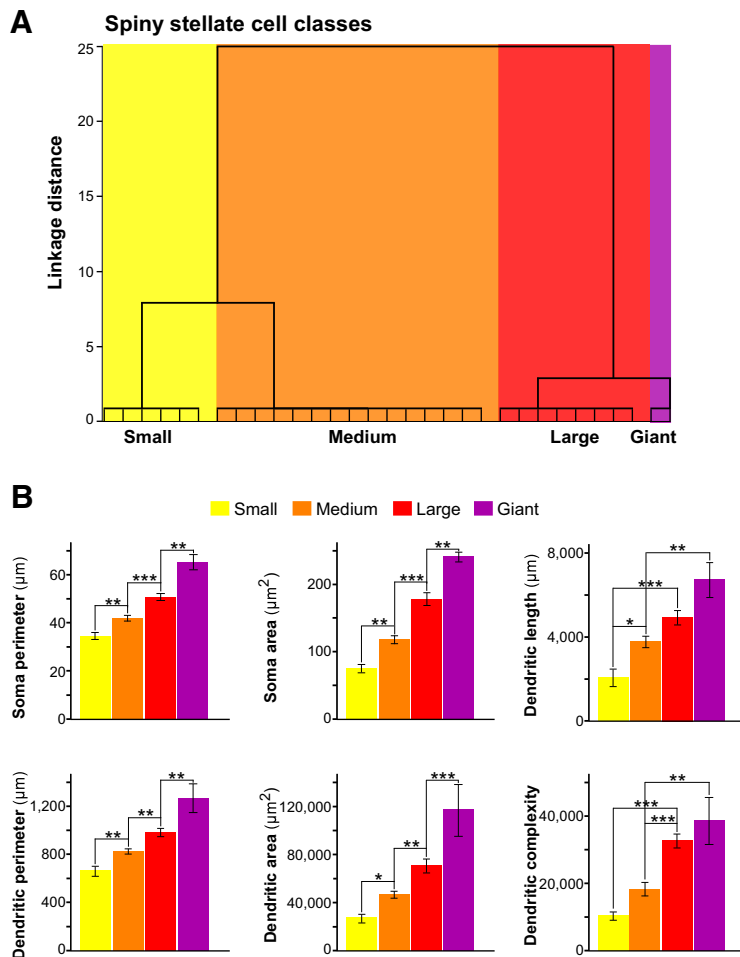 A
Spiny stellate cell classes
Linkage distance
25
20
15
10
5
0
Small
Medium
Large
Giant
B
Small
Medium
Large
Giant
Soma perimeter (μm)
60
40
20
0
**
***
**
Soma area (μm²)
200
100
0
**
***
**
Dendritic length (μm)
8,000
4,000
0
*
***
**
Dendritic perimeter (μm)
1,200
800
400
0
**
**
**
Dendritic area (μm²)
120,000
80,000
40,000
0
*
**
***
Dendritic complexity
40,000
20,000
0
***
***
**